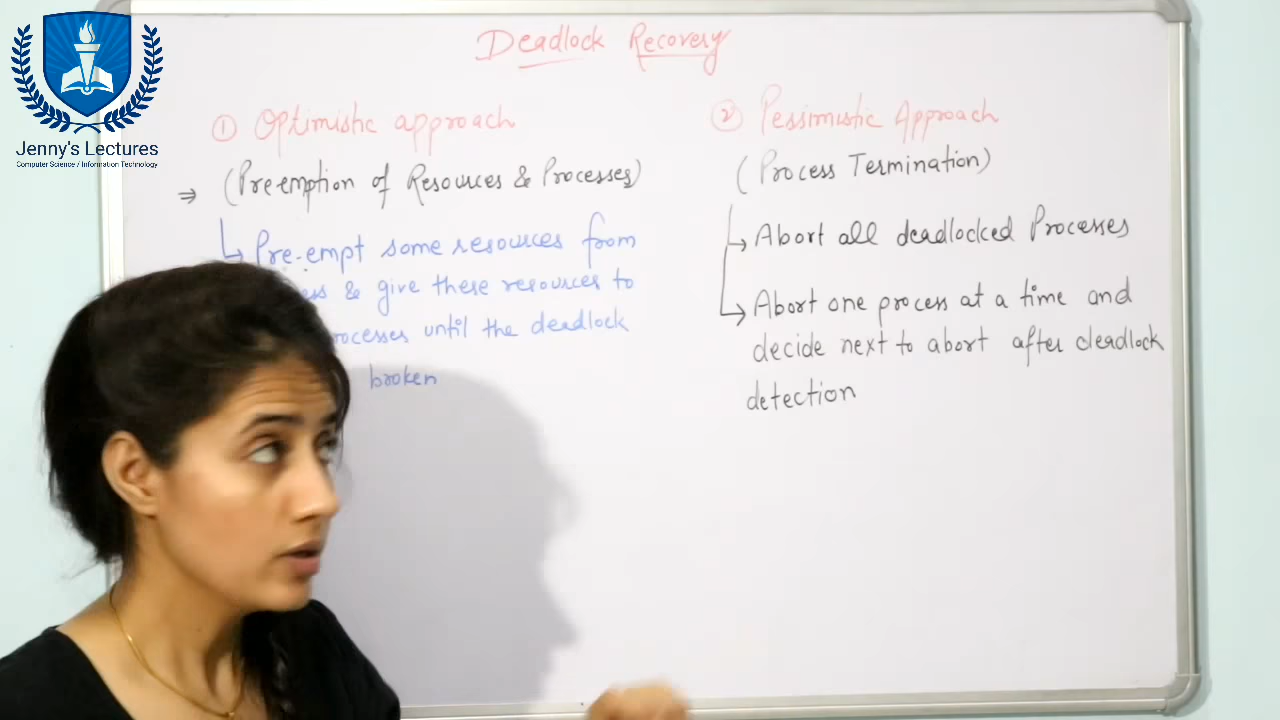 Jenny's Lectures
Computer Science / Information Technology
Deadlock Recovery
① Optimistic approach
⇒ (Preemption of Resources & Processes)
↳ Pre-empt some resources from
& give these resources to
until the deadlock
broken
② Pessimistic Approach
(Process Termination)
↳ Abort all deadlocked Processes
↳ Abort one process at a time and
decide next to abort after deadlock
detection